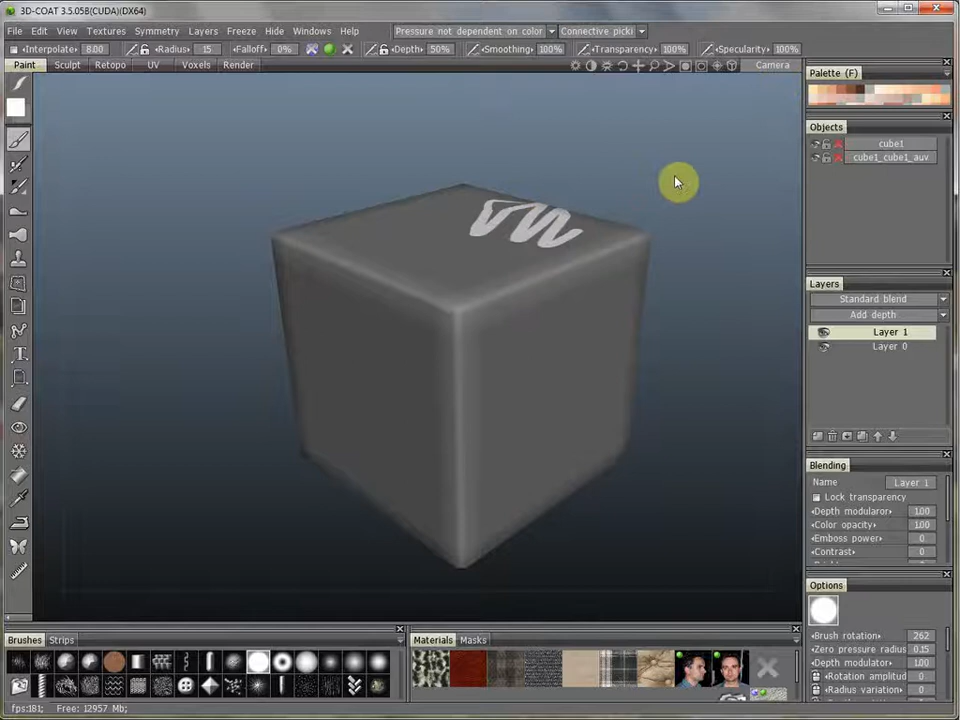 3D-COAT 3.5.05B(CUDA)(DX64)
File Edit View Textures Symmetry Layers Freeze Hide Windows Help Pressure not dependent on color Connective picki
Interpolate 8.00 Radius 15 Falloff 0% Depth 50% Smoothing 100% Transparency 100% Specularity 100%
Paint Sculpt Retopo UV Voxels Render Camera
Palette (F)
Objects
cube1
cube1_cube1_auv
Layers
Standard blend
Add depth
Layer 1
Layer 0
Blending
Name Layer 1
Lock transparency
Depth modularor 1.00
Color opacity 1.00
Emboss power 0
Contrast 0
Options
Brush rotation 262
Zero pressure radius 0.15
Depth modulator 1.00
Rotation amplitud 0
Radius variation 0
Brushes Strips
Materials Masks
fps:181; Free: 12957 Mb;